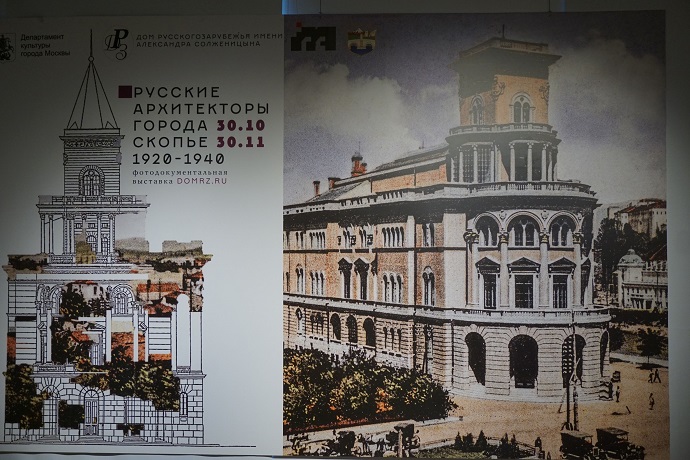 Департамент
культуры
города Москвы
ДОМ РУССКОГО ЗАРУБЕЖЬЯ ИМЕНИ
АЛЕКСАНДРА СОЛЖЕНИЦЫНА
РУССКИЕ
АРХИТЕКТОРЫ
ГОРОДА 30.10
СКОПЬЕ 30.11
1920-1940
фотодокументальная
выставка DOMRZ.RU